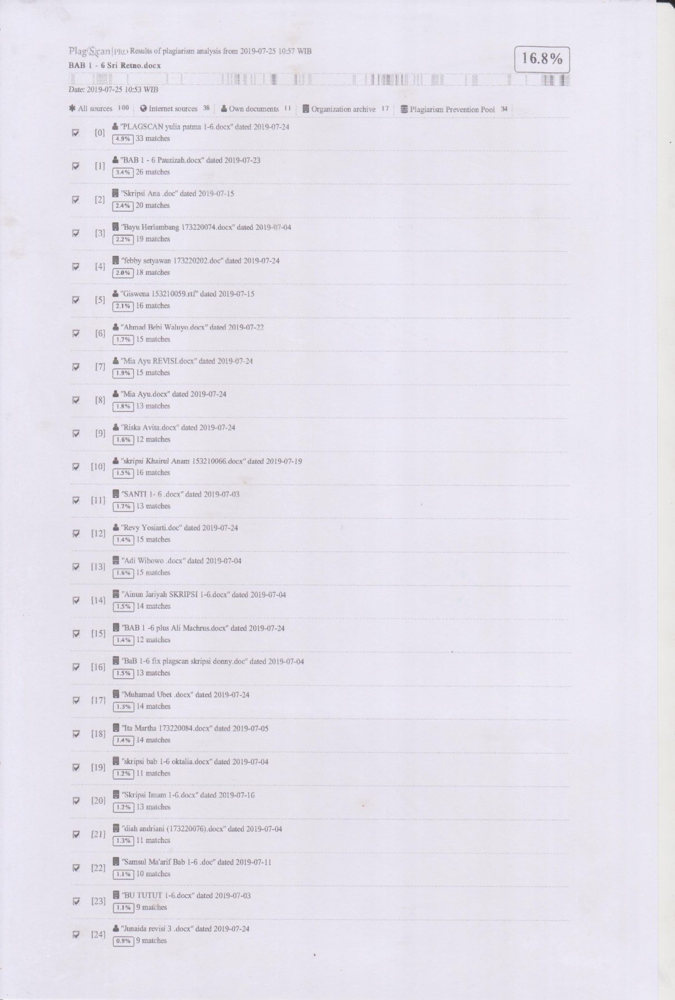 PlagScan|PRO Results of plagiarism analysis from 2019-07-25 10:57 WIB
16.8%
BAB 1 - 6 Sri Retno.docx
Date: 2019-07-25 10:53 WIB
All sources 100 Internet sources 38 Own documents 11 Organization archive 17 Plagiarism Prevention Pool 34
[0] "PLAGSCAN yulia patma 1-6.docx" dated 2019-07-24
4.9% 33 matches
[1] "BAB 1 - 6 Pauzizah.docx" dated 2019-07-23
3.4% 26 matches
[2] "Skripsi Ana .doc" dated 2019-07-15
2.4% 20 matches
[3] "Bayu Herlambang 173220074.docx" dated 2019-07-04
2.2% 19 matches
[4] "febby setyawan 173220202.doc" dated 2019-07-24
2.0% 18 matches
[5] "Giswena 153210059.rtf" dated 2019-07-15
2.1% 16 matches
[6] "Ahmad Bebi Waluyo.docx" dated 2019-07-22
1.7% 15 matches
[7] "Mia Ayu REVISI.docx" dated 2019-07-24
1.9% 15 matches
[8] "Mia Ayu.docx" dated 2019-07-24
1.8% 13 matches
[9] "Riska Avita.docx" dated 2019-07-24
1.6% 12 matches
[10] "skripsi Khairul Anam 153210066.docx" dated 2019-07-19
1.5% 16 matches
[11] "SANTI 1- 6 .docx" dated 2019-07-03
1.7% 13 matches
[12] "Revy Yosiarti.doc" dated 2019-07-24
1.4% 15 matches
[13] "Adi Wibowo .docx" dated 2019-07-04
1.6% 15 matches
[14] "Ainun Jariyah SKRIPSI 1-6.docx" dated 2019-07-04
1.5% 14 matches
[15] "BAB 1 -6 plus Ali Machrus.docx" dated 2019-07-24
1.4% 12 matches
[16] "BaB 1-6 fix plagscan skripsi donny.doc" dated 2019-07-04
1.5% 13 matches
[17] "Muhamad Ubet .docx" dated 2019-07-24
1.3% 14 matches
[18] "Ita Martha 173220084.docx" dated 2019-07-05
1.4% 14 matches
[19] "skripsi bab 1-6 oktalia.docx" dated 2019-07-04
1.2% 11 matches
[20] "Skripsi Imam 1-6.docx" dated 2019-07-16
1.2% 13 matches
[21] "diah andriani (173220076).docx" dated 2019-07-04
1.3% 11 matches
[22] "Samsul Ma'arif Bab 1-6 .doc" dated 2019-07-11
1.1% 10 matches
[23] "BU TUTUT 1-6.docx" dated 2019-07-03
1.1% 9 matches
[24] "Junaida revisi 3 .docx" dated 2019-07-24
0.9% 9 matches